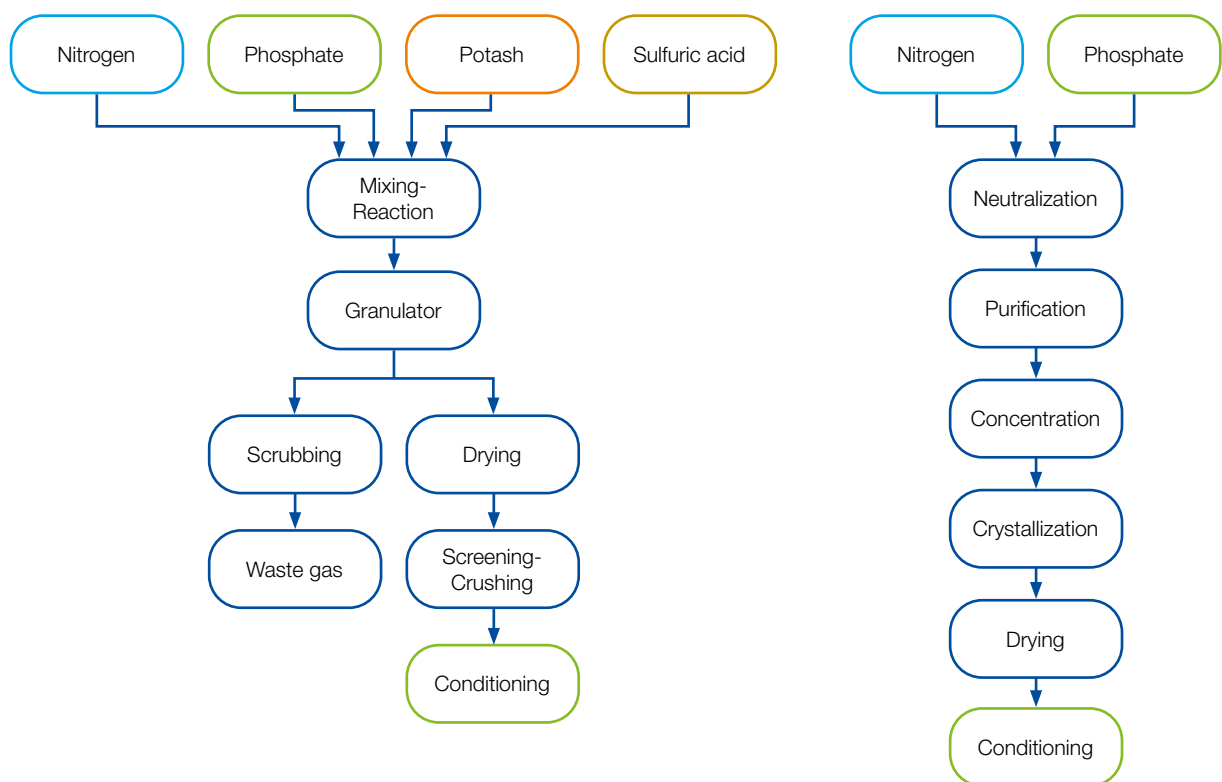 Nitrogen
Phosphate
Potash
Sulfuric acid
Mixing-
Reaction
Granulator
Scrubbing
Drying
Waste gas
Screening-
Crushing
Conditioning
Nitrogen
Phosphate
Neutralization
Purification
Concentration
Crystallization
Drying
Conditioning